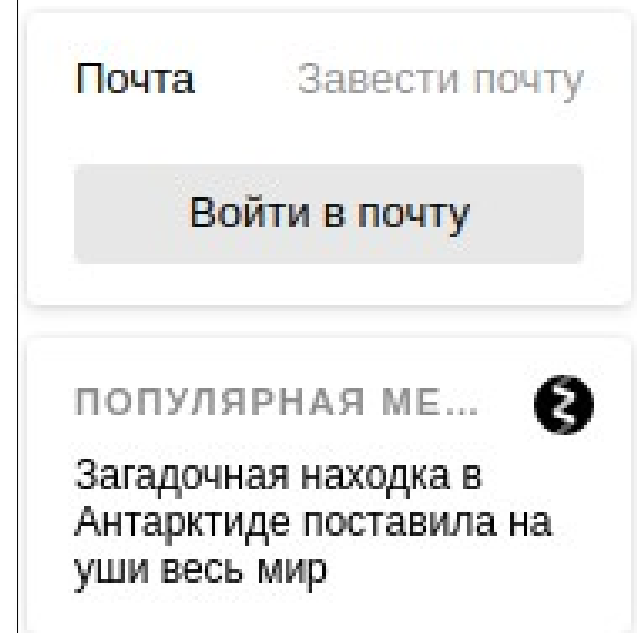 Почта Завести почту
Войти в почту
ПОПУЛЯРНАЯ МЕ...
Загадочная находка в
Антарктиде поставила на
уши весь мир